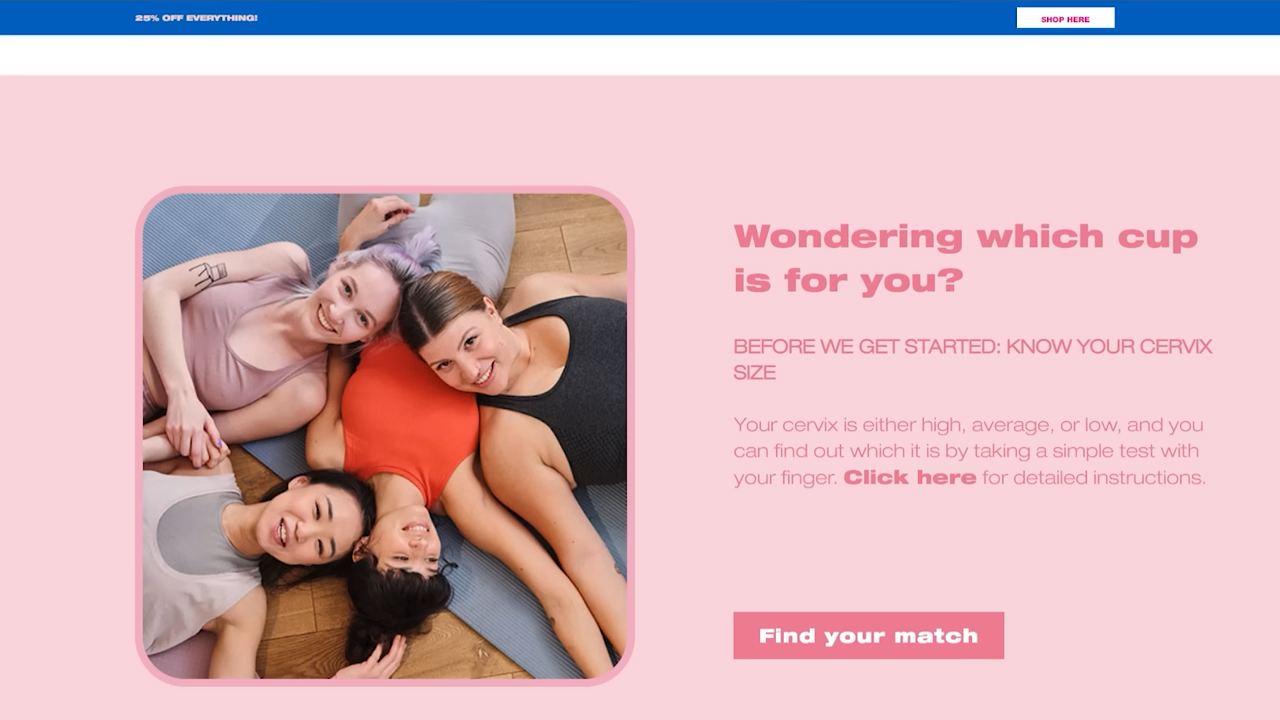 25% OFF EVERYTHING!
SHOP HERE
Wondering which cup
is for you?
BEFORE WE GET STARTED: KNOW YOUR CERVIX
SIZE
Your cervix is either high, average, or low, and you
can find out which it is by taking a simple test with
your finger. Click here for detailed instructions.
Find your match